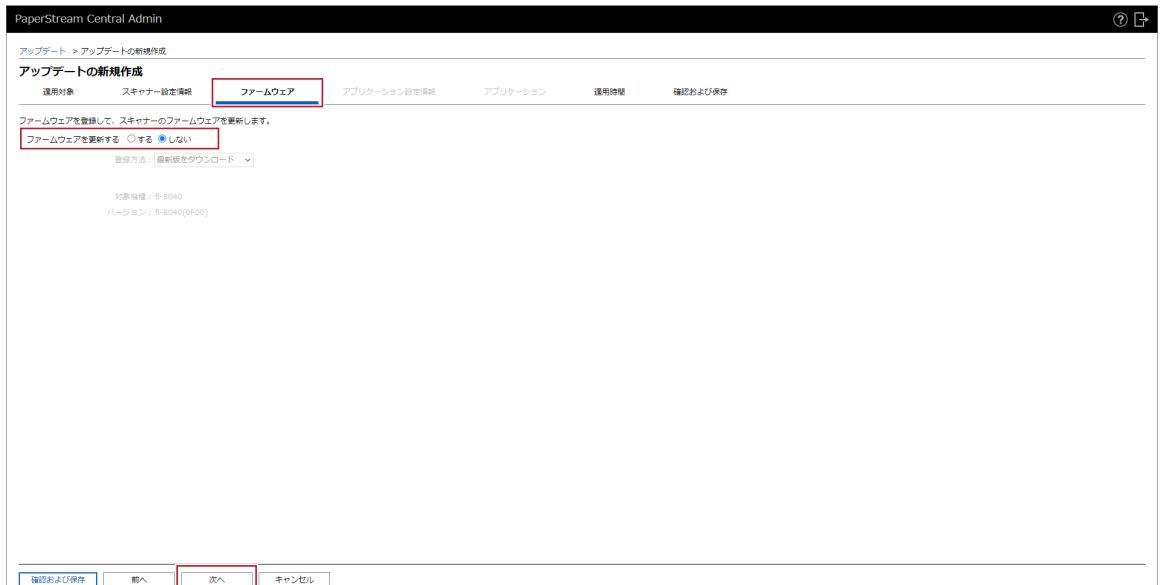 PaperStream Central Admin
アップデート > アップデートの新規作成
アップデートの新規作成
適用対象 スキャナー設定情報 ファームウェア アプリケーション設定情報 アプリケーション 適用時間 確認および保存
ファームウェアを登録して、スキャナーのファームウェアを更新します。
ファームウェアを更新する する しない
登録方法: 最新版をダウンロード
対象機種: fi-8040
バージョン: fi-8040(0F00)
確認および保存 前へ 次へ キャンセル